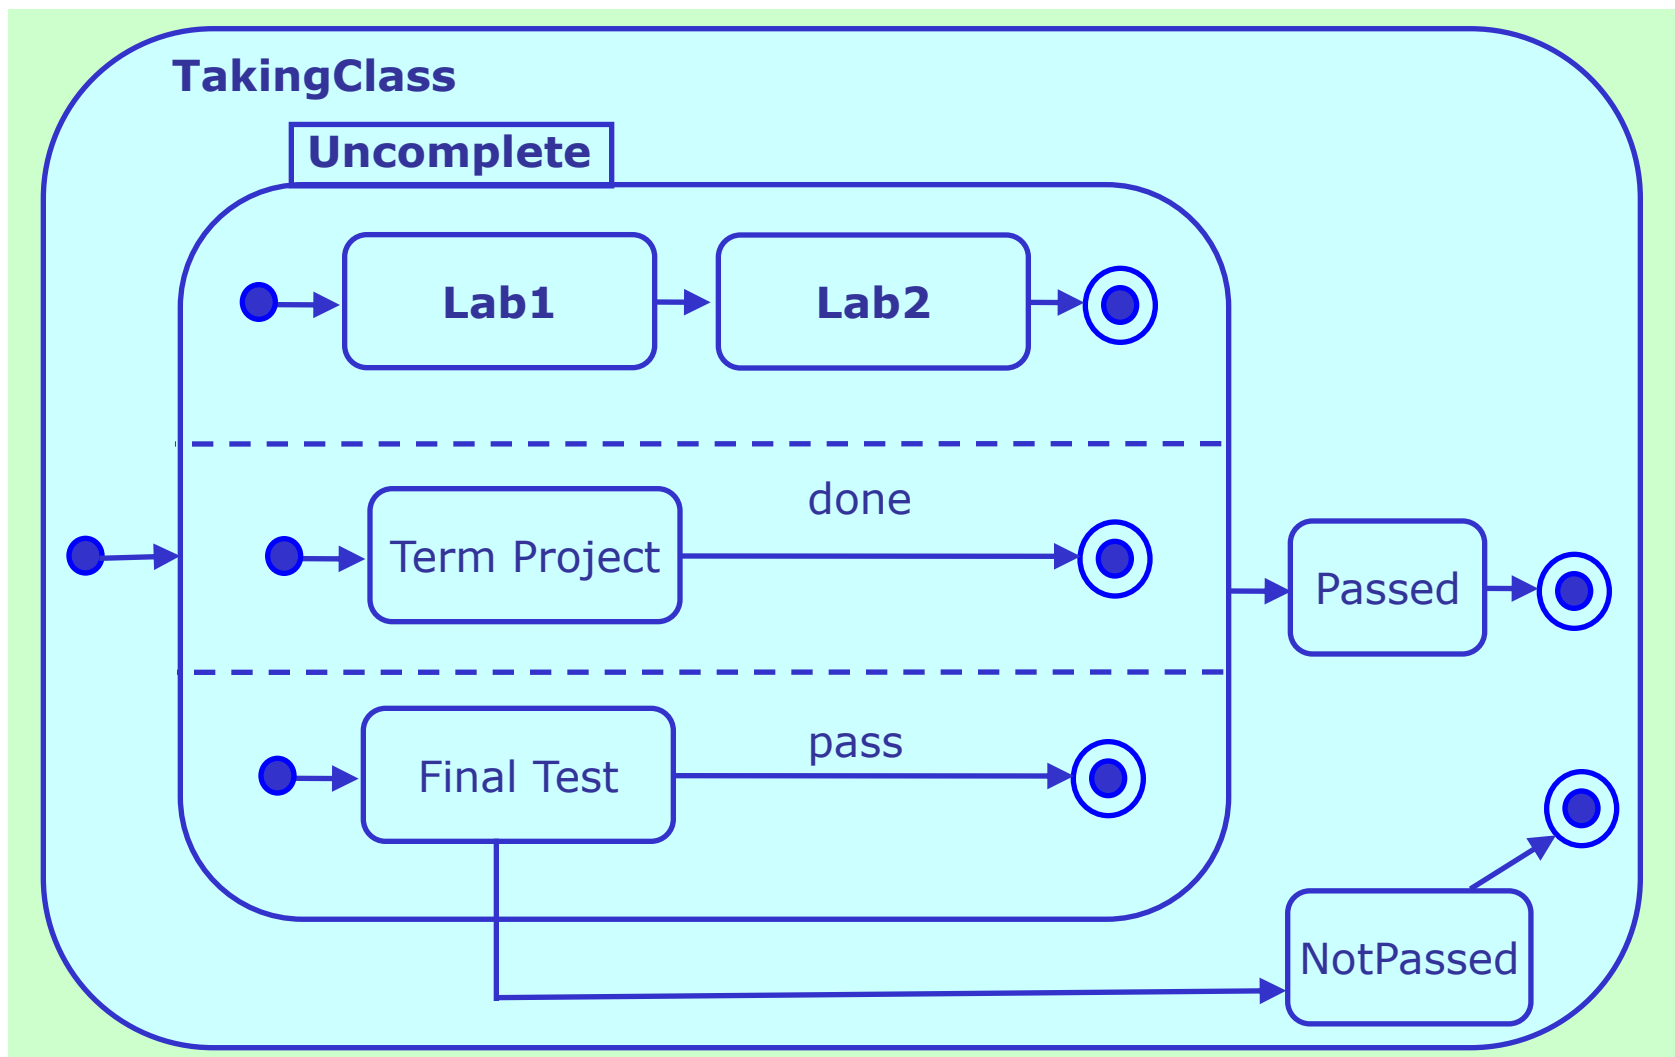 TakingClass
Uncomplete
Lab1
Lab2
done
Term Project
Passed
pass
Final Test
NotPassed